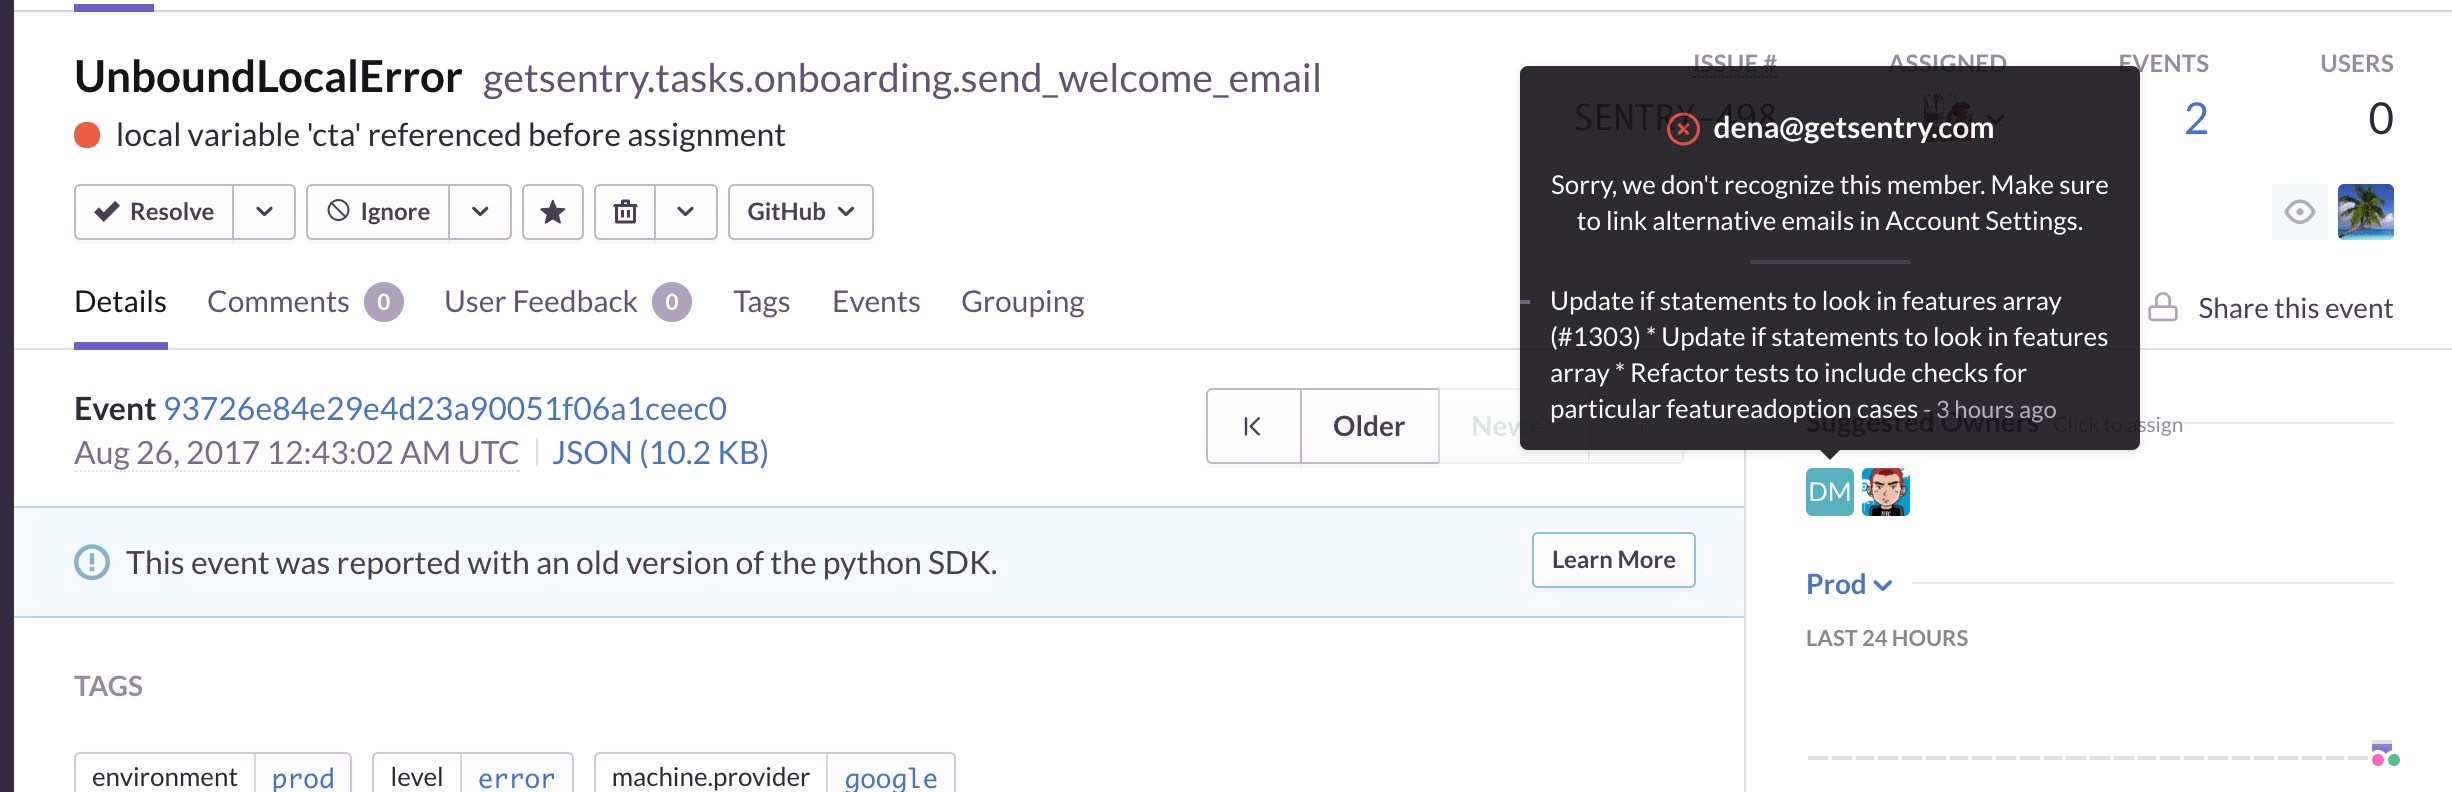 UnboundLocalError getsentry.tasks.onboarding.send_welcome_email
local variable 'cta' referenced before assignment
ISSUE # ASSIGNED EVENTS USERS
SENTRY-498 2 0
Resolve Ignore GitHub
dena@getsentry.com
Sorry, we don't recognize this member. Make sure
to link alternative emails in Account Settings.
Update if statements to look in features array
(#1303) * Update if statements to look in features
array * Refactor tests to include checks for
particular featureadoption cases - 3 hours ago
Details Comments 0 User Feedback 0 Tags Events Grouping
Share this event
Event 93726e84e29e4d23a90051f06a1ceec0
Aug 26, 2017 12:43:02 AM UTC JSON (10.2 KB)
Older Newer
Suggested Owners Click to assign
DM
This event was reported with an old version of the python SDK.
Learn More
Prod
LAST 24 HOURS
TAGS
environment prod level error machine.provider google